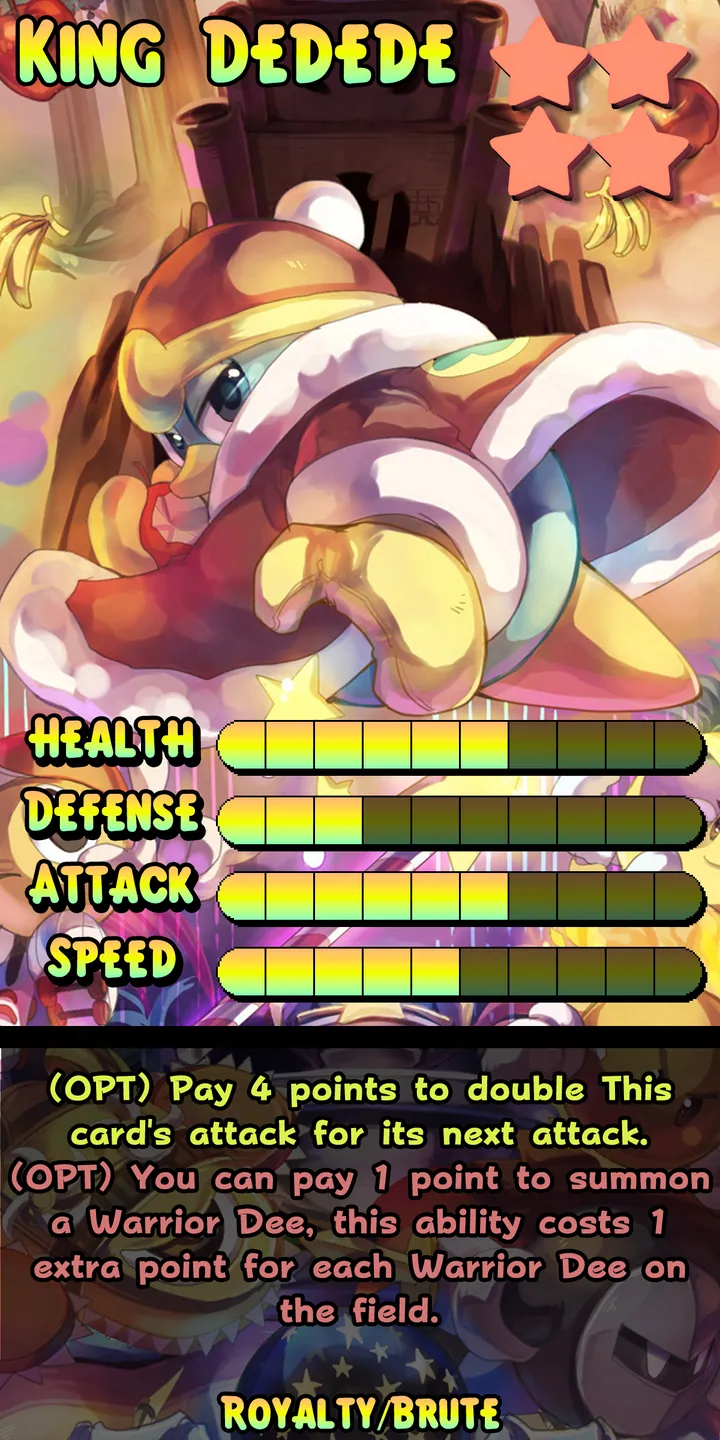 King Dedede
Health
Defense
Attack
Speed
(OPT) Pay 4 points to double This
card's attack for its next attack.
(OPT) You can pay 1 point to summon
a Warrior Dee, this ability costs 1
extra point for each Warrior Dee on
the field.
Royalty/Brute